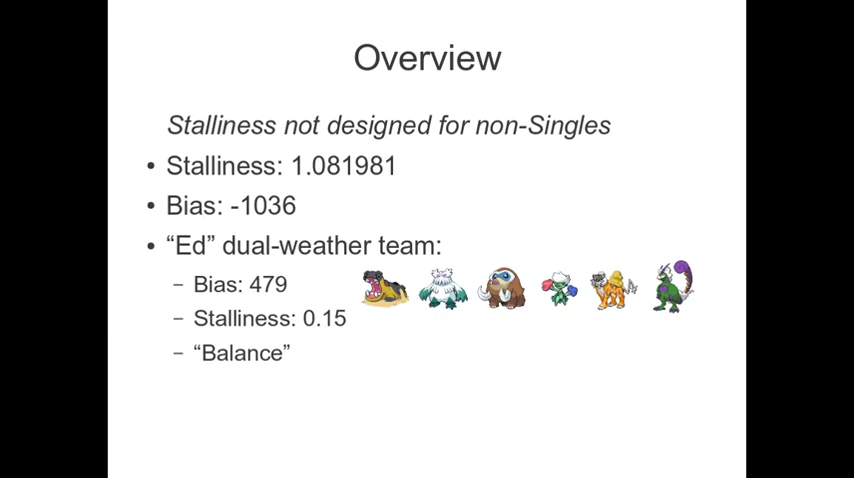 Overview
Stalliness not designed for non-Singles
• Stalliness: 1.081981
• Bias: -1036
• “Ed” dual-weather team:
– Bias: 479
– Stalliness: 0.15
– “Balance”